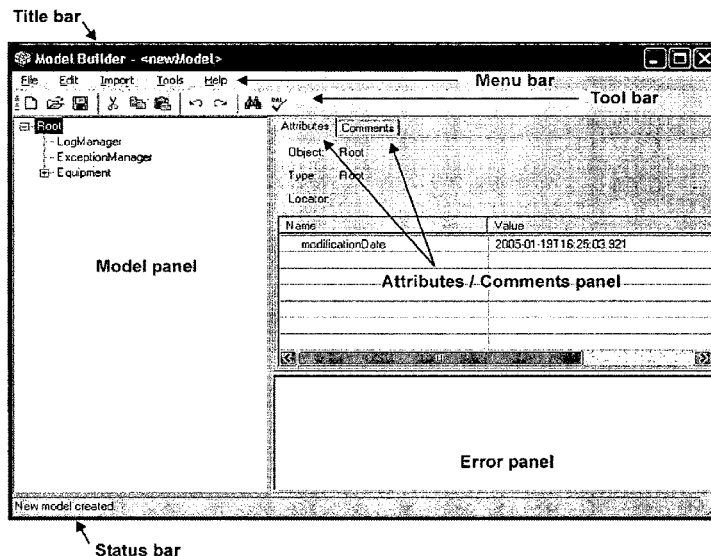 Title bar
Model Builder - <newModel>
File Edit Import Tools Help
Menu bar
Tool bar
Root
LogManager
ExceptionManager
Equipment
Model panel
Attributes Comments
Object: Root
Type: Root
Locator:
Name Value
modificationDate 2005-01-19T16:25:03.921
Attributes / Comments panel
Error panel
New model created.
Status bar